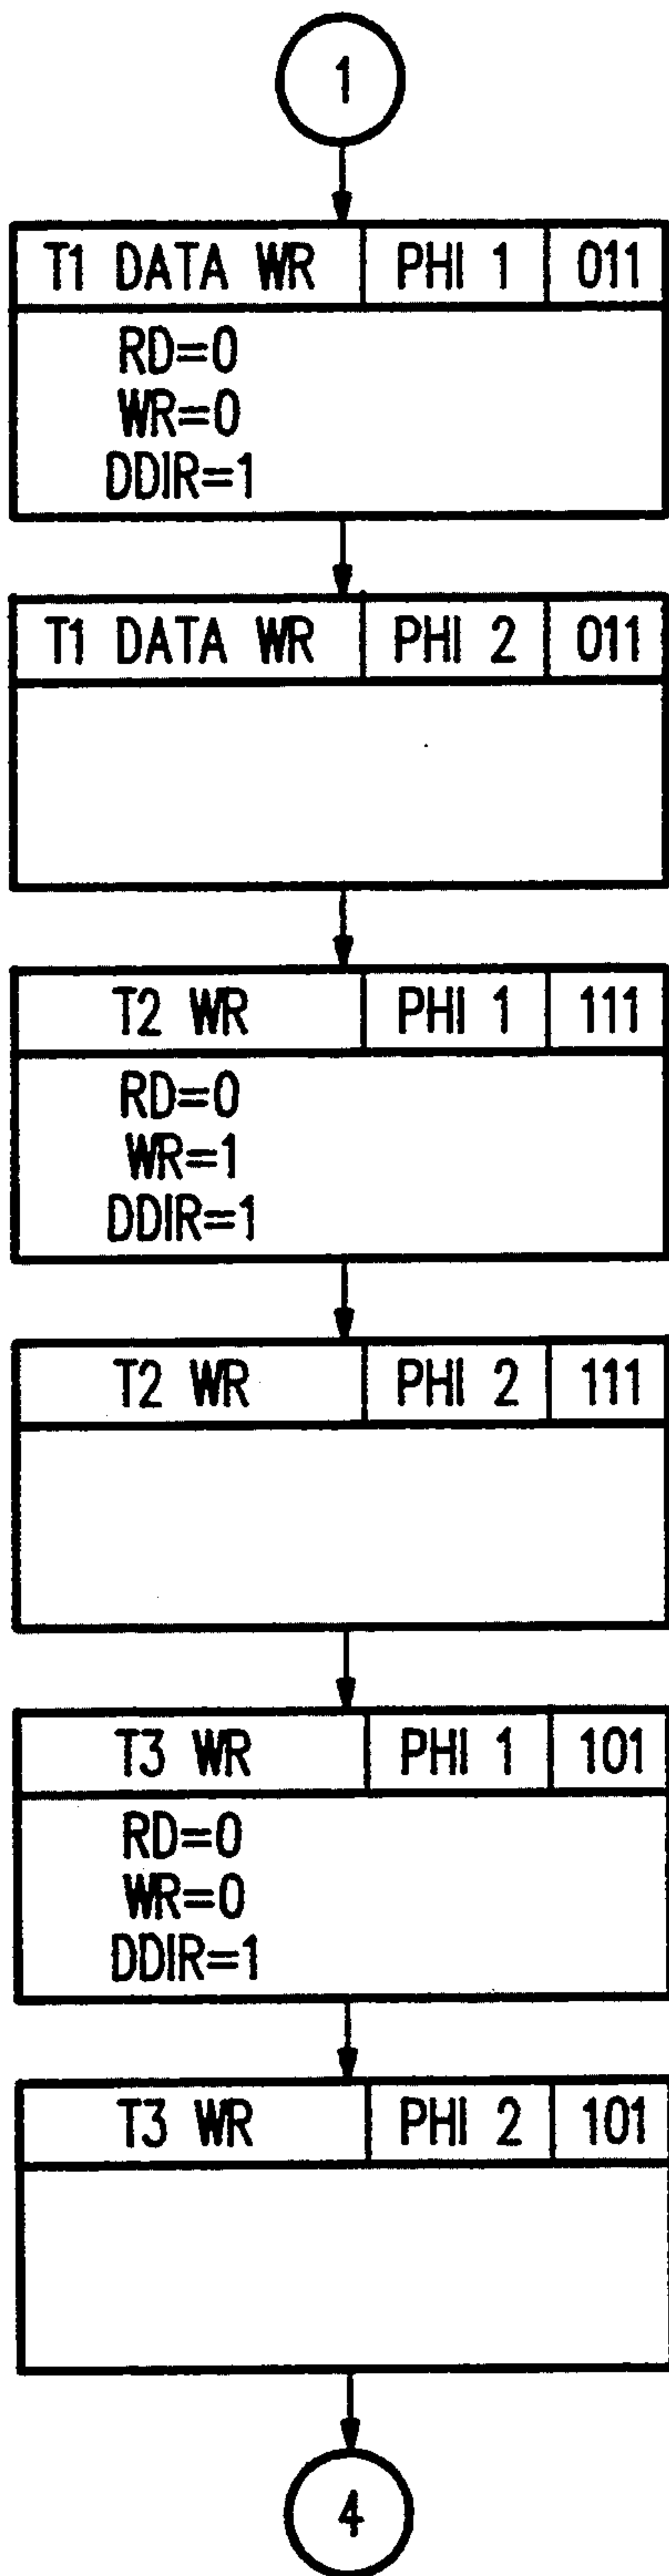 1
T1 DATA WR PHI 1 011
RD=0
WR=0
DDIR=1
T1 DATA WR PHI 2 011
T2 WR PHI 1 111
RD=0
WR=1
DDIR=1
T2 WR PHI 2 111
T3 WR PHI 1 101
RD=0
WR=0
DDIR=1
T3 WR PHI 2 101
4